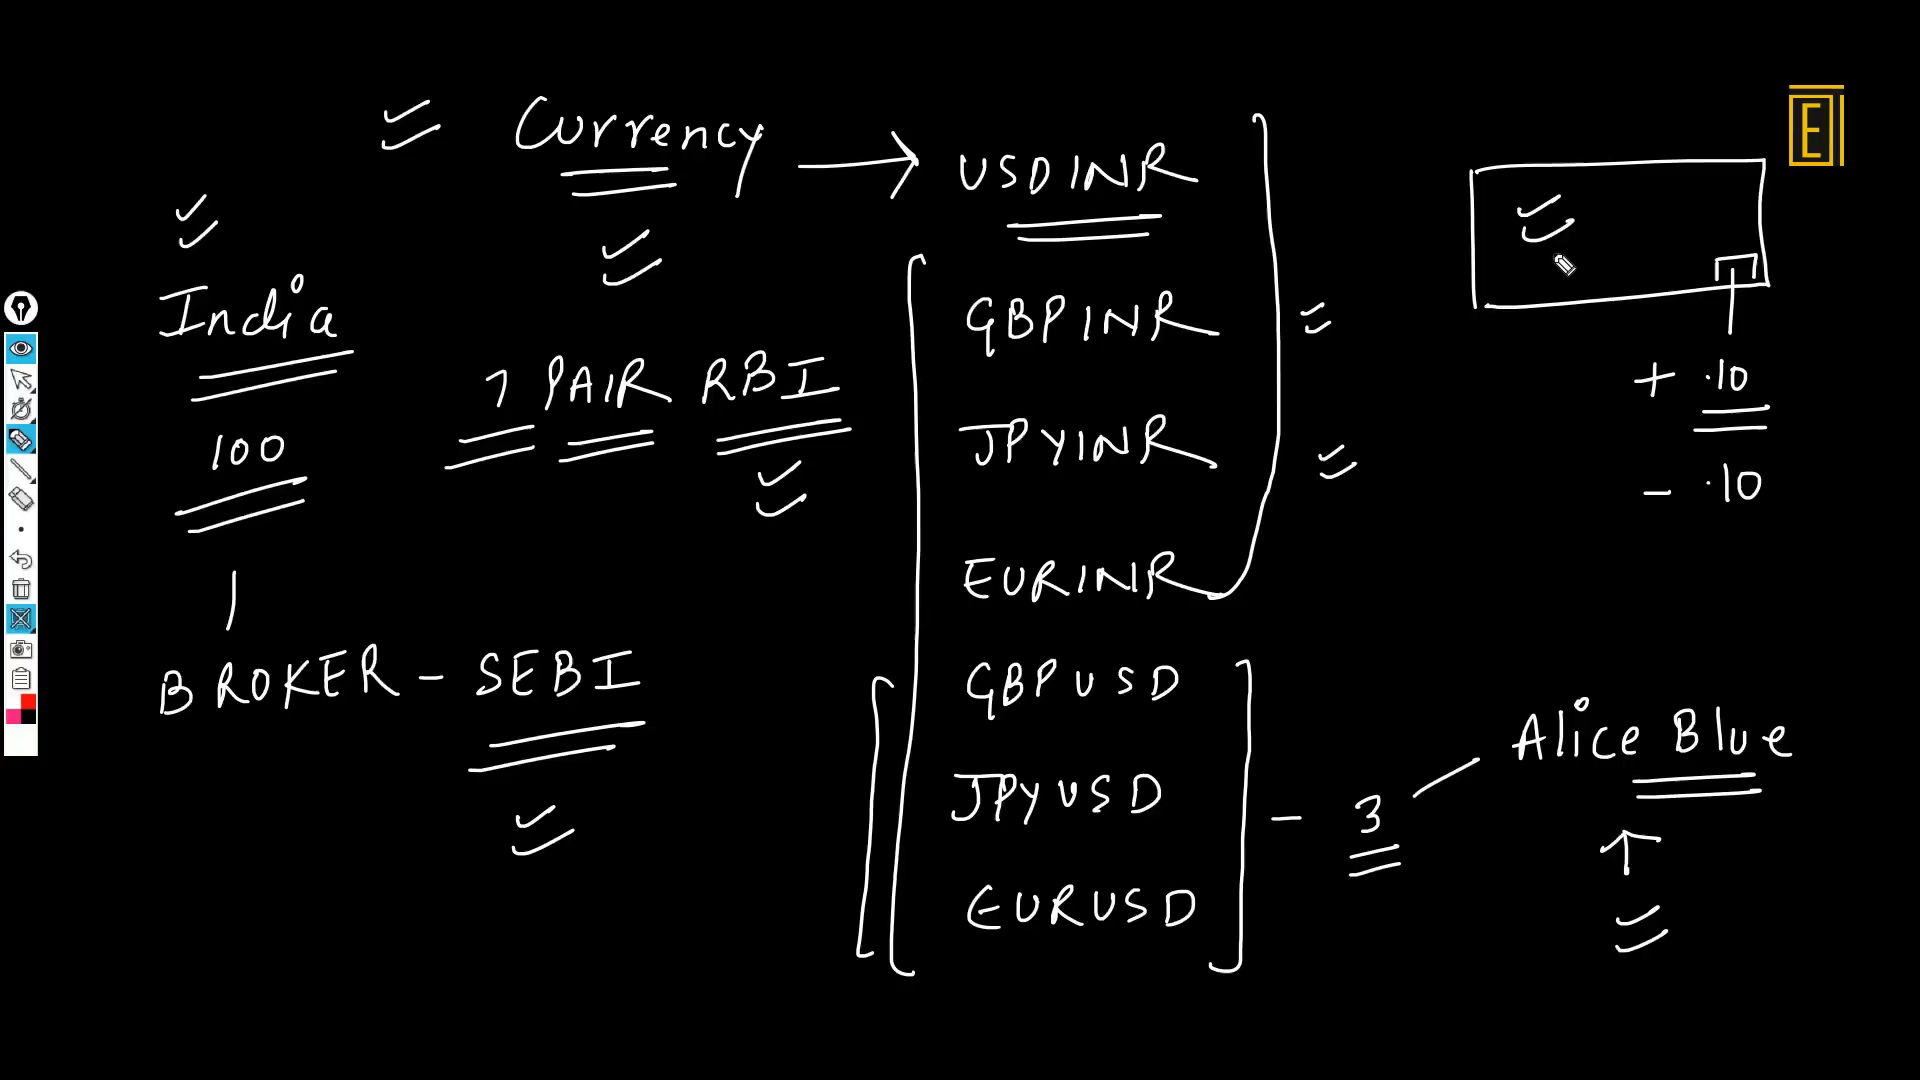 Currency
USDINR
India
GBPINR
7 PAIR RBI
+ .10
100
JPYINR
- .10
EURINR
BROKER - SEBI
GBPUSD
Alice Blue
JPYUSD
- 3
EURUSD
E